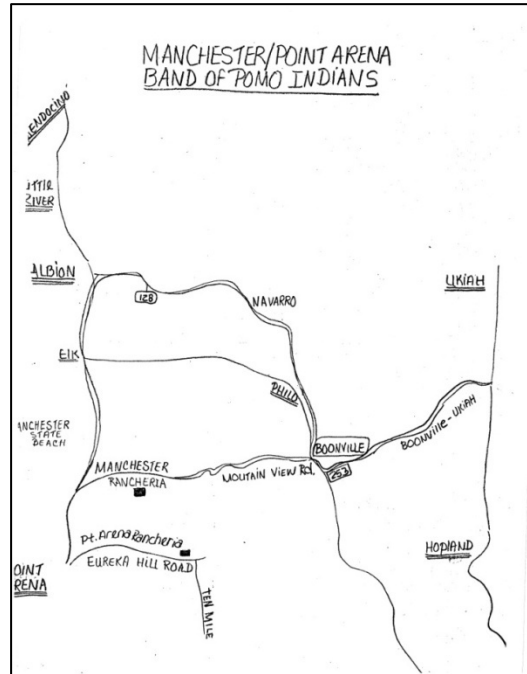 MANCHESTER/POINT ARENA
BAND OF POMO INDIANS
ENDOCINO
RIVER
ALBION
UKIAH
128
NAVARRO
ElK
PHILO
ANCHESTER
STATE
BEACH
BOONVILLE
BOONVILLE-UKIAH
253
MANCHESTER
RANCHERIA
MOUTAIN VIEW Rd.
Pt. Arena Rancheria
EUREKA HILL ROAD
HOPLAND
OINT
RENA
TEN MILE